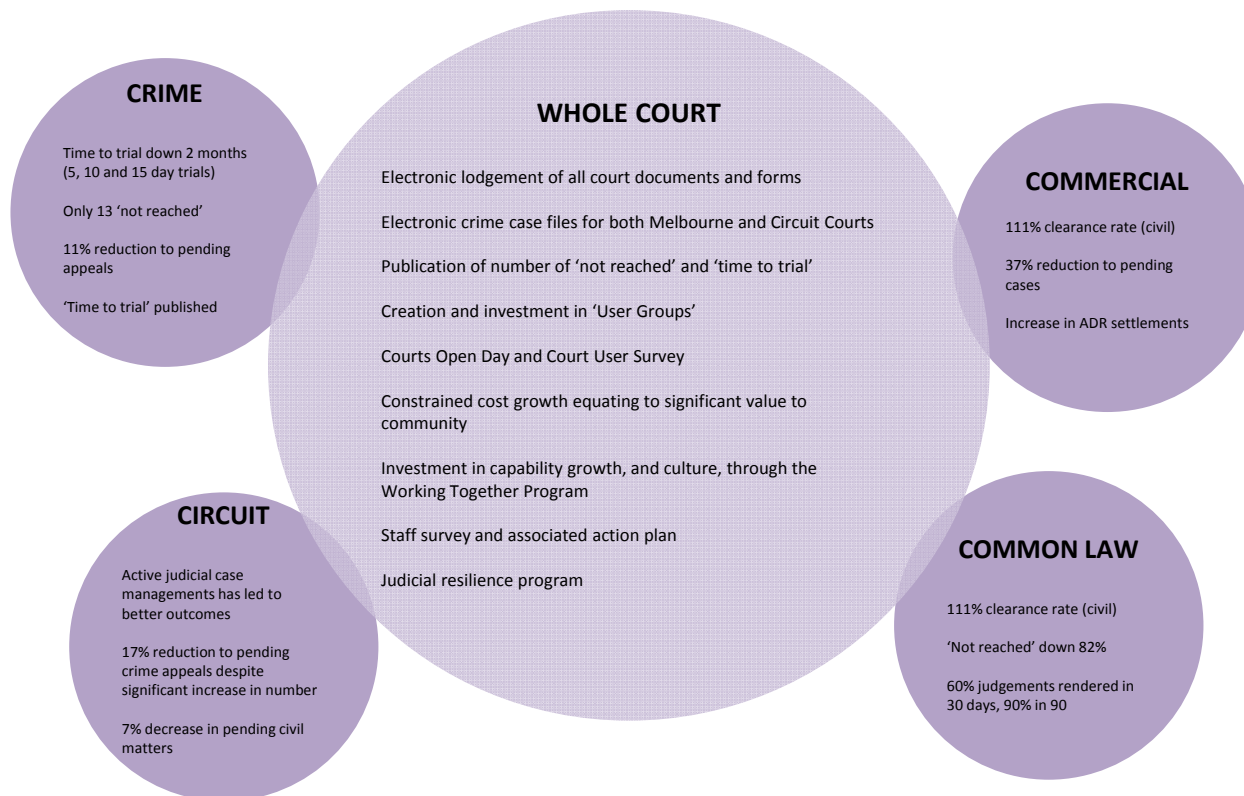 CRIME
Time to trial down 2 months
(5, 10 and 15 day trials)
Only 13 ‘not reached’
11% reduction to pending
appeals
‘Time to trial’ published
WHOLE COURT
Electronic lodgement of all court documents and forms
Electronic crime case files for both Melbourne and Circuit Courts
Publication of number of ‘not reached’ and ‘time to trial’
Creation and investment in ‘User Groups’
Courts Open Day and Court User Survey
Constrained cost growth equating to significant value to
community
Investment in capability growth, and culture, through the
Working Together Program
Staff survey and associated action plan
Judicial resilience program
COMMERCIAL
111% clearance rate (civil)
37% reduction to pending
cases
Increase in ADR settlements
CIRCUIT
Active judicial case
managements has led to
better outcomes
17% reduction to pending
crime appeals despite
significant increase in number
7% decrease in pending civil
matters
COMMON LAW
111% clearance rate (civil)
‘Not reached’ down 82%
60% judgements rendered in
30 days, 90% in 90